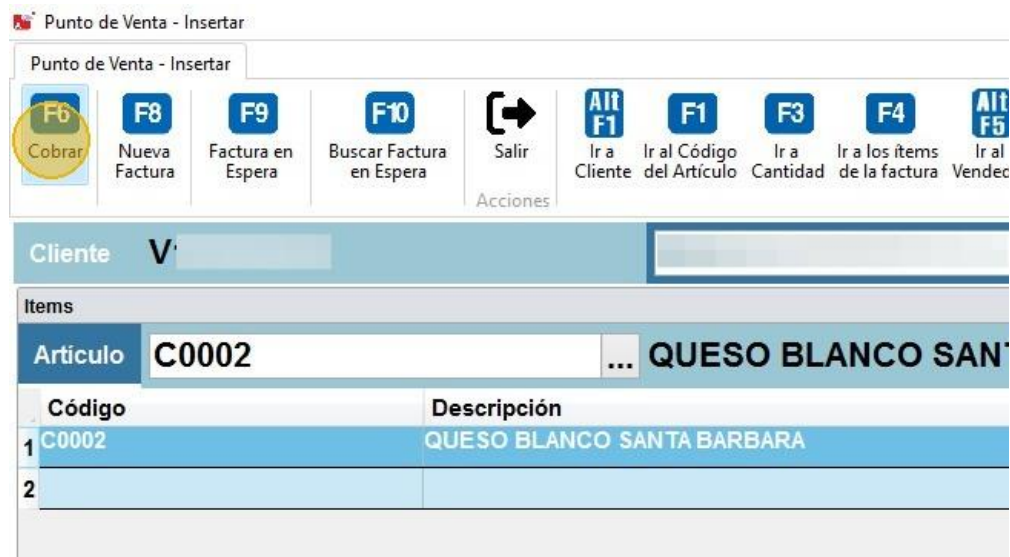 Punto de Venta - Insertar
Punto de Venta - Insertar
F6 F8 F9 F10 Alt F1 F1 F3 F4 Alt F5
Cobrar Nueva Factura Factura en Espera Buscar Factura en Espera Salir Ir a Cliente Ir al Código del Artículo Ir a Cantidad Ir a los ítems de la factura Ir al
Acciones
Cliente V
Items
Artículo C0002 ... QUESO BLANCO
Código Descripción
1 C0002 QUESO BLANCO SANTA BARBARA
2